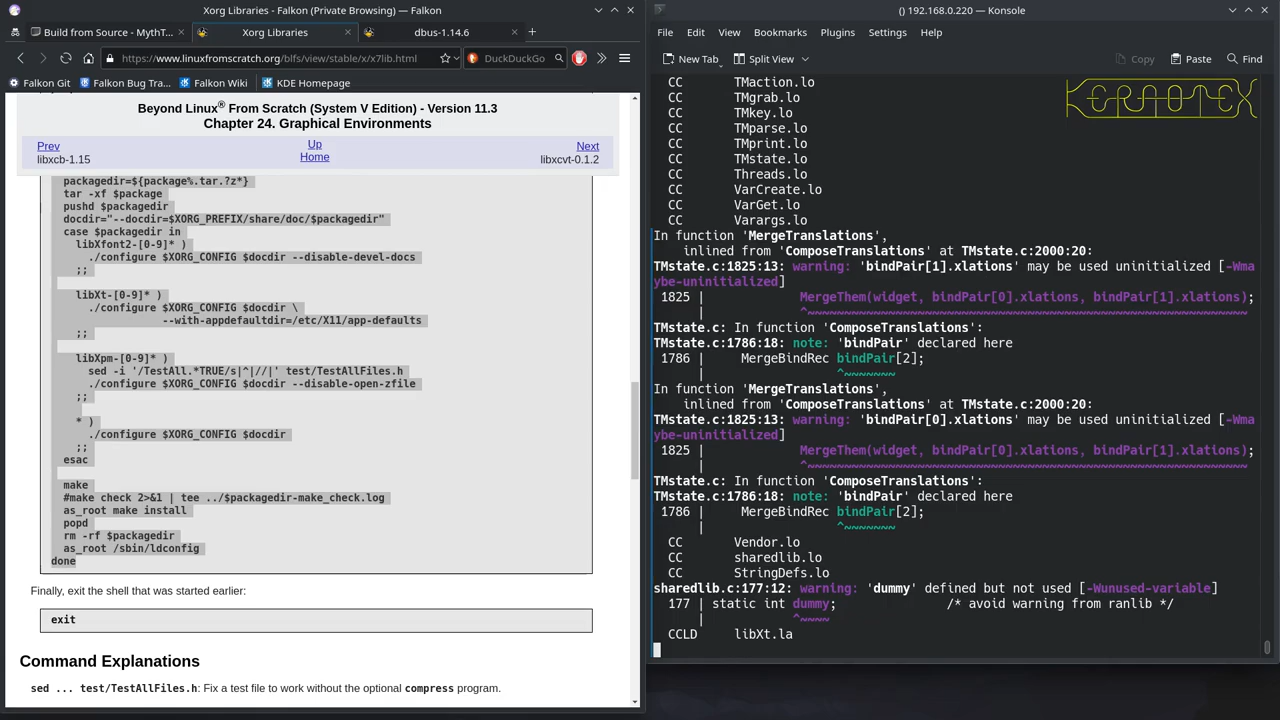 Xorg Libraries - Falkon (Private Browsing) — Falkon
Build from Source - MythT...
Xorg Libraries
dbus-1.14.6
https://www.linuxfromscratch.org/blfs/view/stable/x/x7lib.html
DuckDuckGo
Falkon Git
Falkon Bug Tra...
Falkon Wiki
KDE Homepage
Beyond Linux® From Scratch (System V Edition) - Version 11.3
Chapter 24. Graphical Environments
Prev
Up
Next
libxcb-1.15
Home
libxcvt-0.1.2
packagedir=${package%.tar.?z*}
tar -xf $package
pushd $packagedir
docdir="--docdir=$XORG_PREFIX/share/doc/$packagedir"
case $packagedir in
libXfont2-[0-9]* )
./configure $XORG_CONFIG $docdir --disable-devel-docs
;;
libXt-[0-9]* )
./configure $XORG_CONFIG $docdir \
--with-appdefaultdir=/etc/X11/app-defaults
;;
libXpm-[0-9]* )
sed -i '/TestAll.*TRUE/s|^|//|' test/TestAllFiles.h
./configure $XORG_CONFIG $docdir --disable-open-zfile
;;
* )
./configure $XORG_CONFIG $docdir
;;
esac
make
#make check 2>&1 | tee ../$packagedir-make_check.log
as_root make install
popd
rm -rf $packagedir
as_root /sbin/ldconfig
done
Finally, exit the shell that was started earlier:
exit
Command Explanations
sed ... test/TestAllFiles.h: Fix a test file to work without the optional compress program.
() 192.168.0.220 — Konsole
File Edit View Bookmarks Plugins Settings Help
New Tab
Split View
Copy
Paste
Find
KERAOTEX
CC TMaction.lo
CC TMgrab.lo
CC TMkey.lo
CC TMparse.lo
CC TMprint.lo
CC TMstate.lo
CC Threads.lo
CC VarCreate.lo
CC VarGet.lo
CC Varargs.lo
In function 'MergeTranslations',
inlined from 'ComposeTranslations' at TMstate.c:2000:20:
TMstate.c:1825:13: warning: 'bindPair[1].xlations' may be used uninitialized [-Wma
ybe-uninitialized]
1825 | MergeThem(widget, bindPair[0].xlations, bindPair[1].xlations);
| ^~~~~~~~~~~~~~~~~~~~~~~~~~~~~~~~~~~~~~~~~~~~~~~~~~~~~~~~~~~~~
TMstate.c: In function 'ComposeTranslations':
TMstate.c:1786:18: note: 'bindPair' declared here
1786 | MergeBindRec bindPair[2];
| ^~~~~~~~
In function 'MergeTranslations',
inlined from 'ComposeTranslations' at TMstate.c:2000:20:
TMstate.c:1825:13: warning: 'bindPair[0].xlations' may be used uninitialized [-Wma
ybe-uninitialized]
1825 | MergeThem(widget, bindPair[0].xlations, bindPair[1].xlations);
| ^~~~~~~~~~~~~~~~~~~~~~~~~~~~~~~~~~~~~~~~~~~~~~~~~~~~~~~~~~~~~
TMstate.c: In function 'ComposeTranslations':
TMstate.c:1786:18: note: 'bindPair' declared here
1786 | MergeBindRec bindPair[2];
| ^~~~~~~~
CC Vendor.lo
CC sharedlib.lo
CC StringDefs.lo
sharedlib.c:177:12: warning: 'dummy' defined but not used [-Wunused-variable]
177 | static int dummy; /* avoid warning from ranlib */
| ^~~~~
CCLD libXt.la